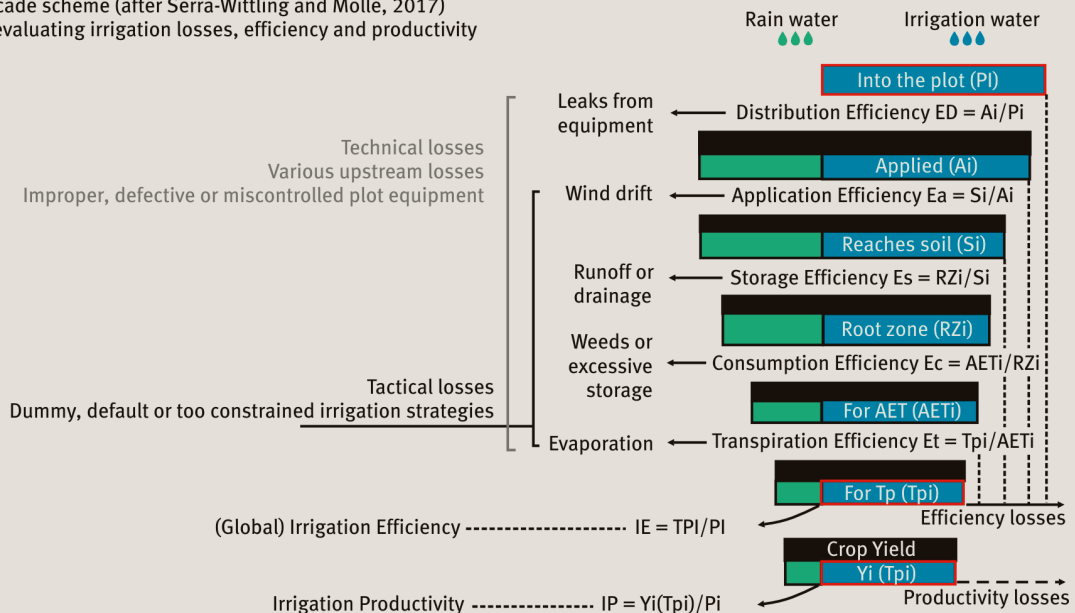 cade scheme (after Serra-Wittling and Molle, 2017)
evaluating irrigation losses, efficiency and productivity
Rain water
Irrigation water
Into the plot (PI)
Leaks from
equipment
Distribution Efficiency ED = Ai/Pi
Technical losses
Various upstream losses
Improper, defective or miscontrolled plot equipment
Applied (Ai)
Wind drift
Application Efficiency Ea = Si/Ai
Reaches soil (Si)
Runoff or
drainage
Storage Efficiency Es = RZi/Si
Root zone (RZi)
Weeds or
excessive
storage
Consumption Efficiency Ec = AETi/RZi
Tactical losses
Dummy, default or too constrained irrigation strategies
For AET (AETi)
Evaporation
Transpiration Efficiency Et = Tpi/AETi
For Tp (Tpi)
Efficiency losses
(Global) Irrigation Efficiency
IE = TPI/PI
Crop Yield
Yi (Tpi)
Productivity losses
Irrigation Productivity
IP = Yi(Tpi)/Pi